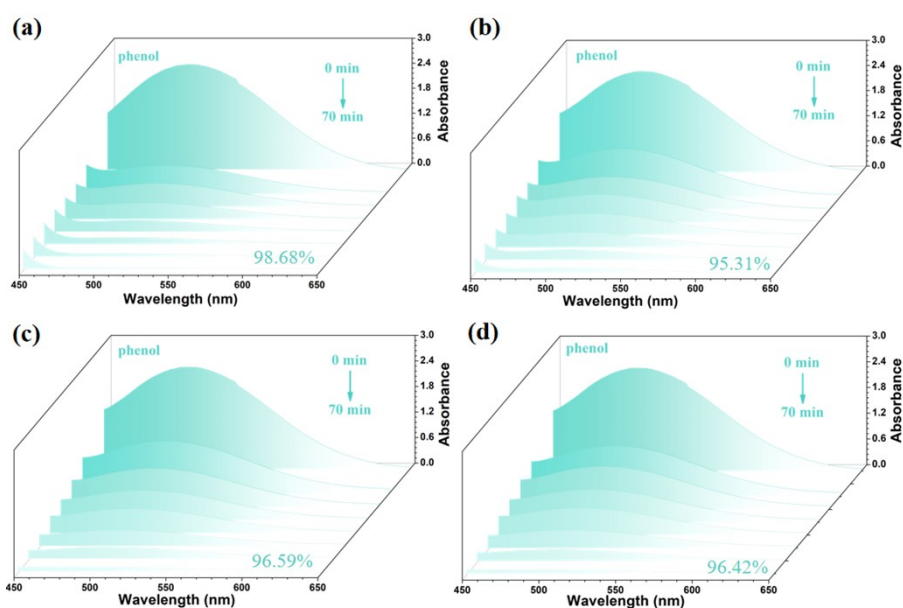 (a)
phenol
0 min
70 min
98.68%
3.0
2.4
1.8
1.2
0.6
0.0
Absorbance
450 500 550 600 650
Wavelength (nm)
(b)
phenol
0 min
70 min
95.31%
3.0
2.4
1.8
1.2
0.6
0.0
Absorbance
450 500 550 600 650
Wavelength (nm)
(c)
phenol
0 min
70 min
96.59%
3.0
2.4
1.8
1.2
0.6
0.0
Absorbance
450 500 550 600 650
Wavelength (nm)
(d)
phenol
0 min
70 min
96.42%
3.0
2.4
1.8
1.2
0.6
0.0
Absorbance
450 500 550 600 650
Wavelength (nm)